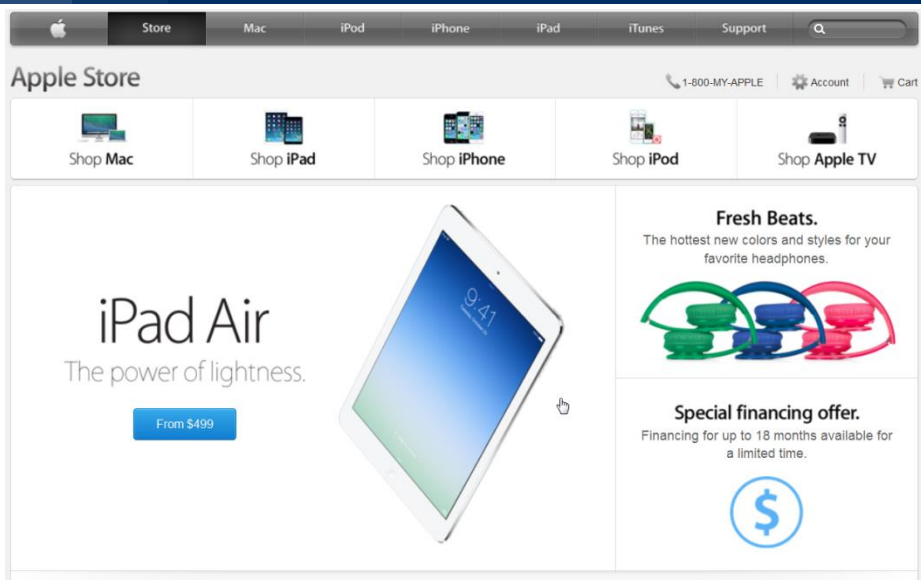 Store Mac iPod iPhone iPad iTunes Support
Apple Store
1-800-MY-APPLE Account Cart
Shop Mac Shop iPad Shop iPhone Shop iPod Shop Apple TV
iPad Air
The power of lightness.
From $499
9:41
Fresh Beats.
The hottest new colors and styles for your
favorite headphones.
Special financing offer.
Financing for up to 18 months available for
a limited time.
$